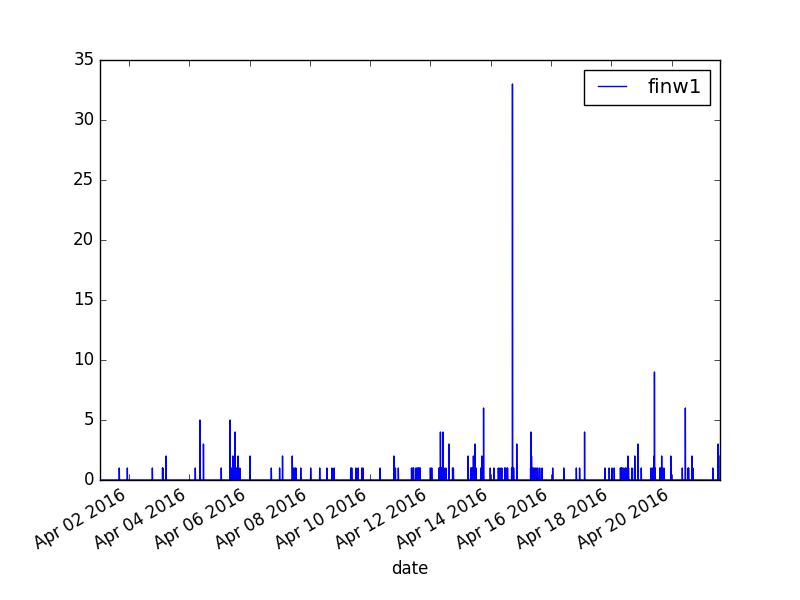 35
30
25
20
15
10
5
0
finw1
Apr 02 2016
Apr 04 2016
Apr 06 2016
Apr 08 2016
Apr 10 2016
Apr 12 2016
Apr 14 2016
Apr 16 2016
Apr 18 2016
Apr 20 2016
date